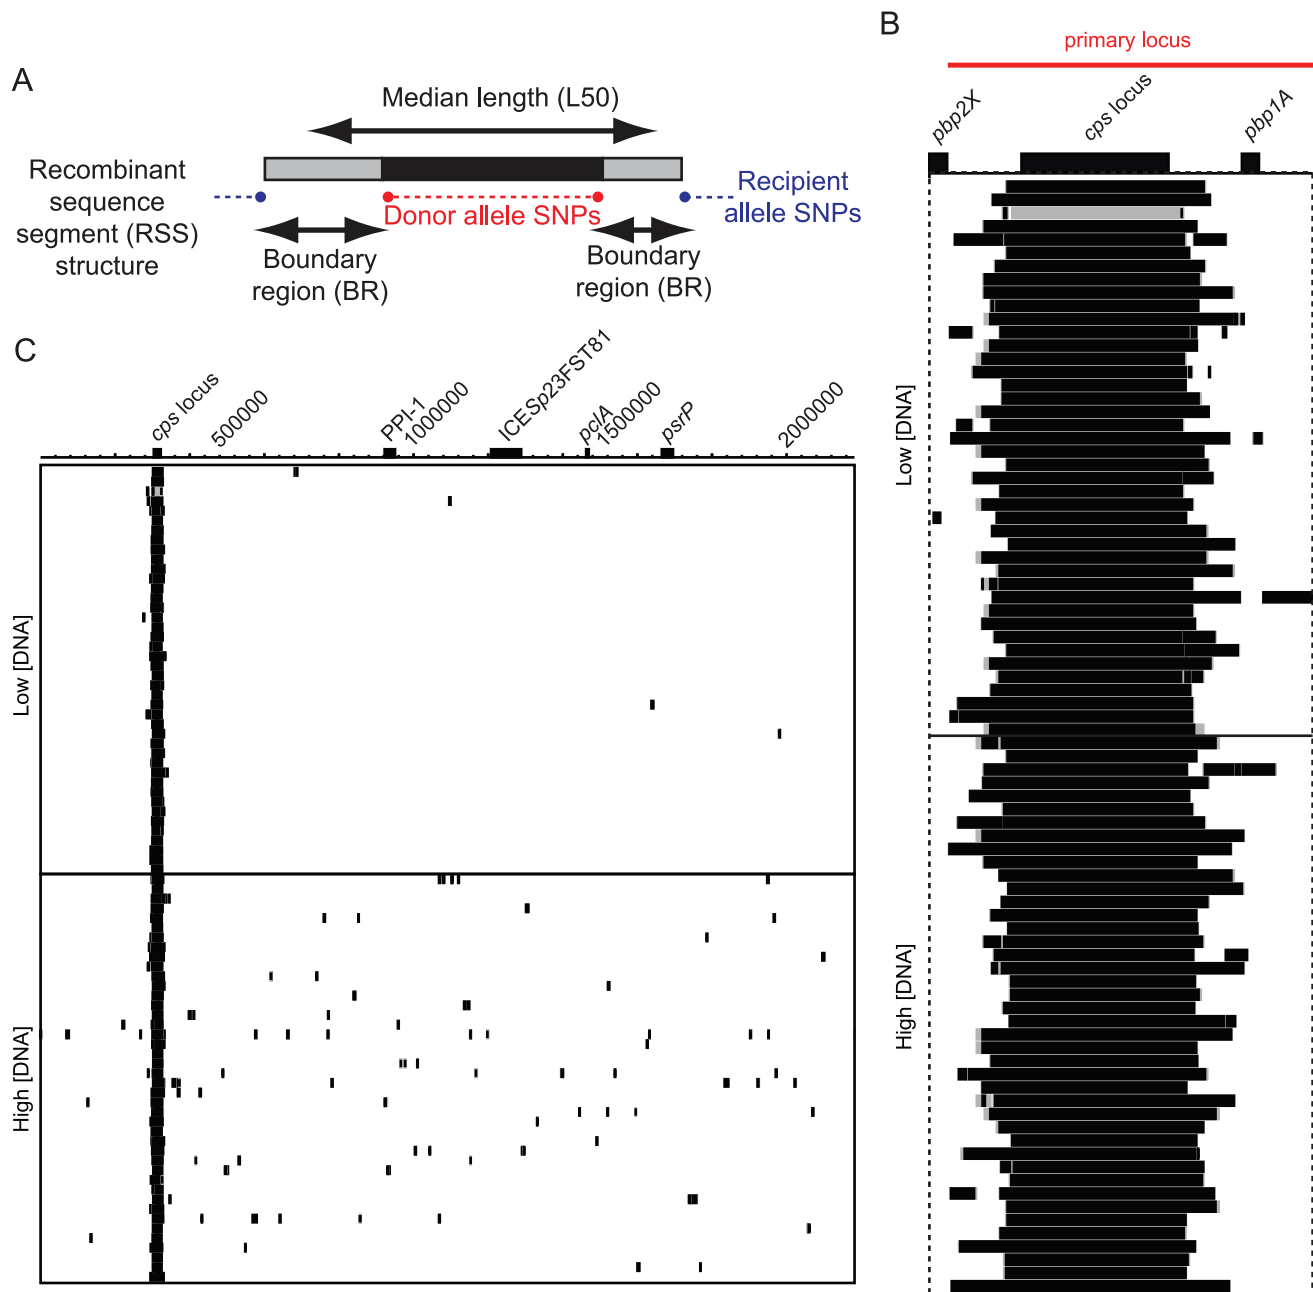 A
Median length (L50)
Recombinant
sequence
segment (RSS)
structure
Donor allele SNPs
Recipient
allele SNPs
Boundary
region (BR)
Boundary
region (BR)
B
primary locus
pbp2X
cps locus
pbp1A
Low [DNA]
High [DNA]
C
cps locus
500000
PPI-1
1000000
ICESp23FST81
pclA
1500000
psrP
2000000
Low [DNA]
High [DNA]